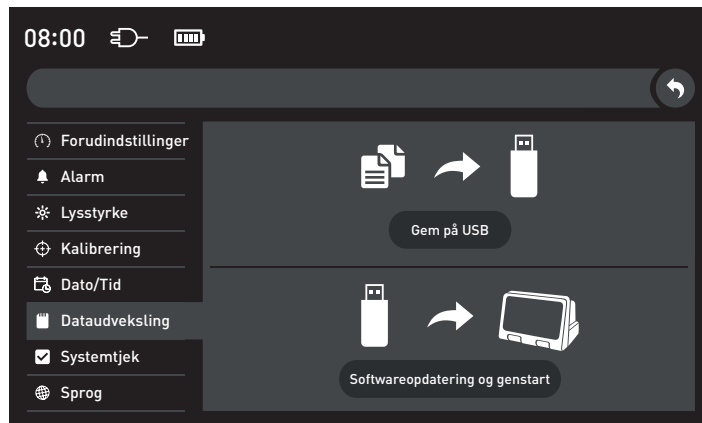 08:00
Forudindstillinger
Alarm
Lysstyrke
Kalibrering
Dato/Tid
Dataudveksling
Systemtjek
Sprog
Gem på USB
Softwareopdatering og genstart